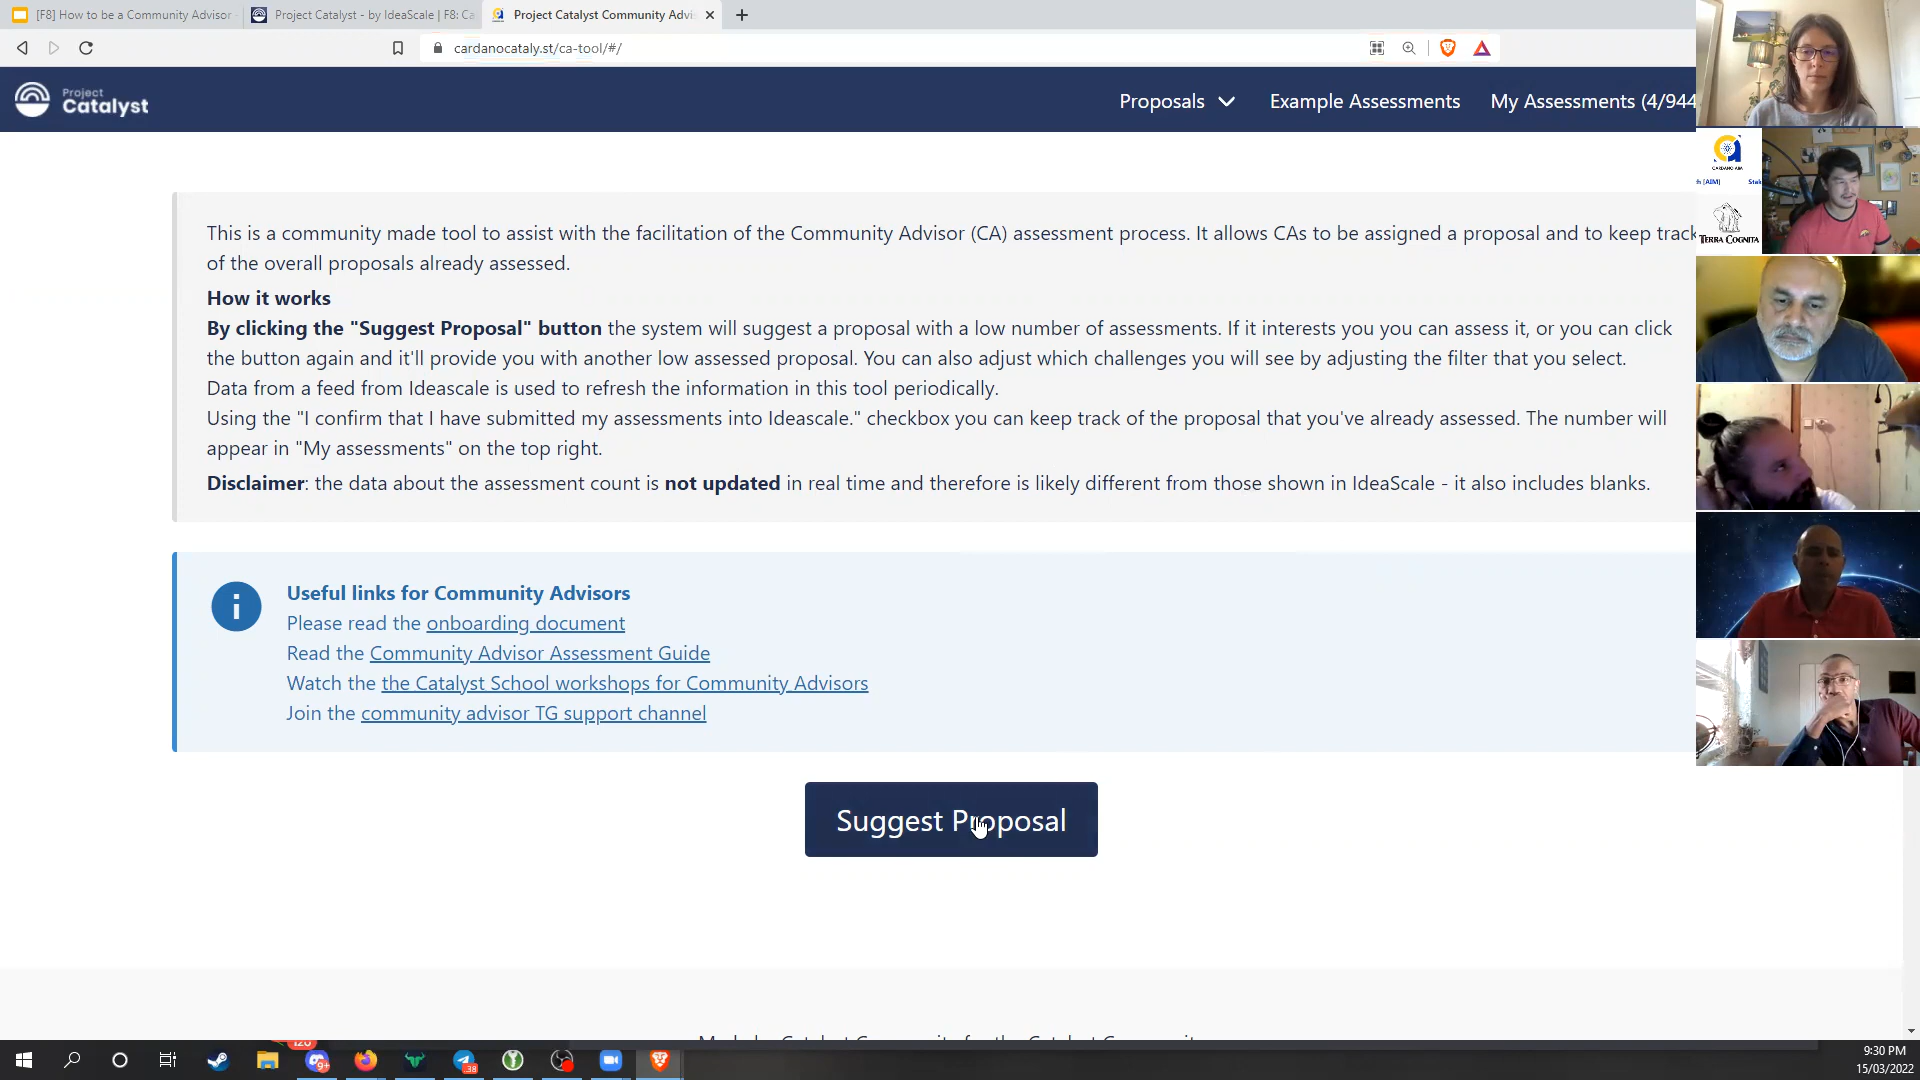 [F8] How to be a Community Advisor
Project Catalyst - by IdeaScale | F8: Ca
Project Catalyst Community Advi
cardanocataly.st/ca-tool/#/
Project
Catalyst
Proposals
Example Assessments
My Assessments (4/944
This is a community made tool to assist with the facilitation of the Community Advisor (CA) assessment process. It allows CAs to be assigned a proposal and to keep track
of the overall proposals already assessed.
How it works
By clicking the "Suggest Proposal" button the system will suggest a proposal with a low number of assessments. If it interests you you can assess it, or you can click
the button again and it'll provide you with another low assessed proposal. You can also adjust which challenges you will see by adjusting the filter that you select.
Data from a feed from Ideascale is used to refresh the information in this tool periodically.
Using the "I confirm that I have submitted my assessments into Ideascale." checkbox you can keep track of the proposal that you've already assessed. The number will
appear in "My assessments" on the top right.
Disclaimer: the data about the assessment count is not updated in real time and therefore is likely different from those shown in IdeaScale - it also includes blanks.
Useful links for Community Advisors
Please read the onboarding document
Read the Community Advisor Assessment Guide
Watch the the Catalyst School workshops for Community Advisors
Join the community advisor TG support channel
Suggest Proposal
CARDANO AIM
[AIM]
TERRA COGNITA
9+
38
9:30 PM
15/03/2022